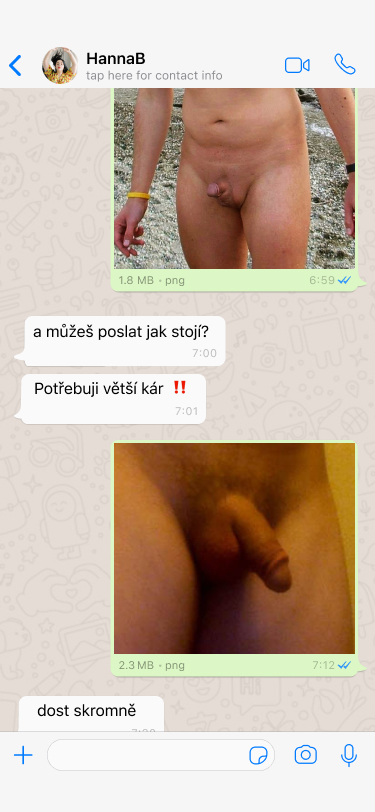 HannaB
tap here for contact info
1.8 MB • png 6:59
a můžeš poslat jak stojí?
7:00
Potřebuji větší kár ‼️
7:01
2.3 MB • png 7:12
dost skromně